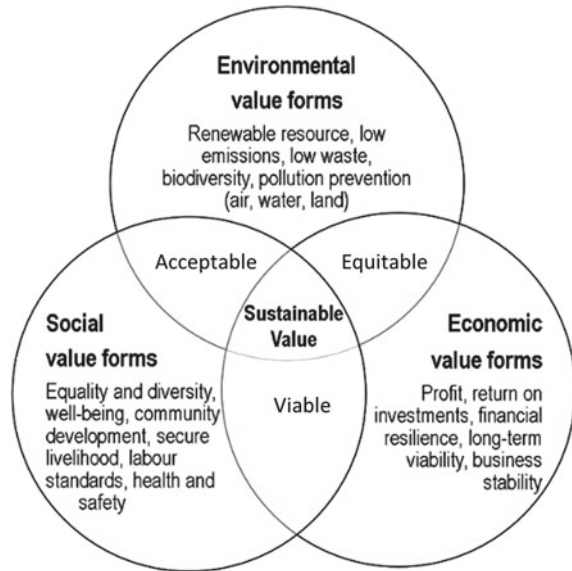 Environmental
value forms
Renewable resource, low
emissions, low waste,
biodiversity, pollution prevention
(air, water, land)
Acceptable
Equitable
Sustainable
Value
Social
value forms
Equality and diversity,
well-being, community
development, secure
livelihood, labour
standards, health and
safety
Economic
value forms
Profit, return on
investments, financial
resilience, long-term
viability, business
stability
Viable